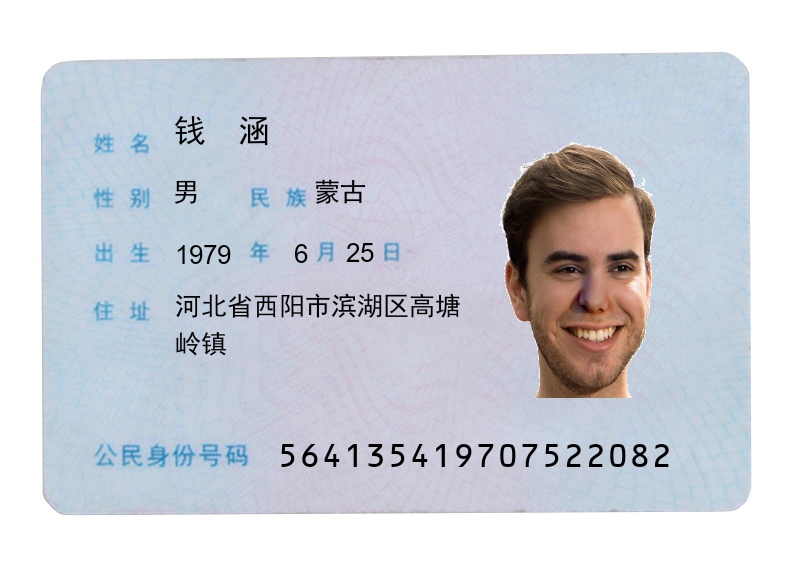 姓名 钱涵
性别 男 民族 蒙古
出生 1979 年 6 月 25 日
住址 河北省西阳市滨湖区高塘
岭镇
公民身份号码 564135419707522082